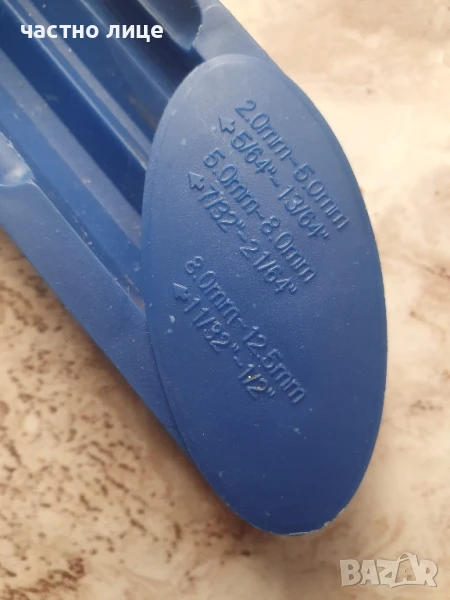 частно лице
2.0mm-5.0mm
5/64"-13/64"
5.0mm-8.0mm
7/32"-21/64"
8.0mm-12.5mm
11/32"-1/2"
BAZAR